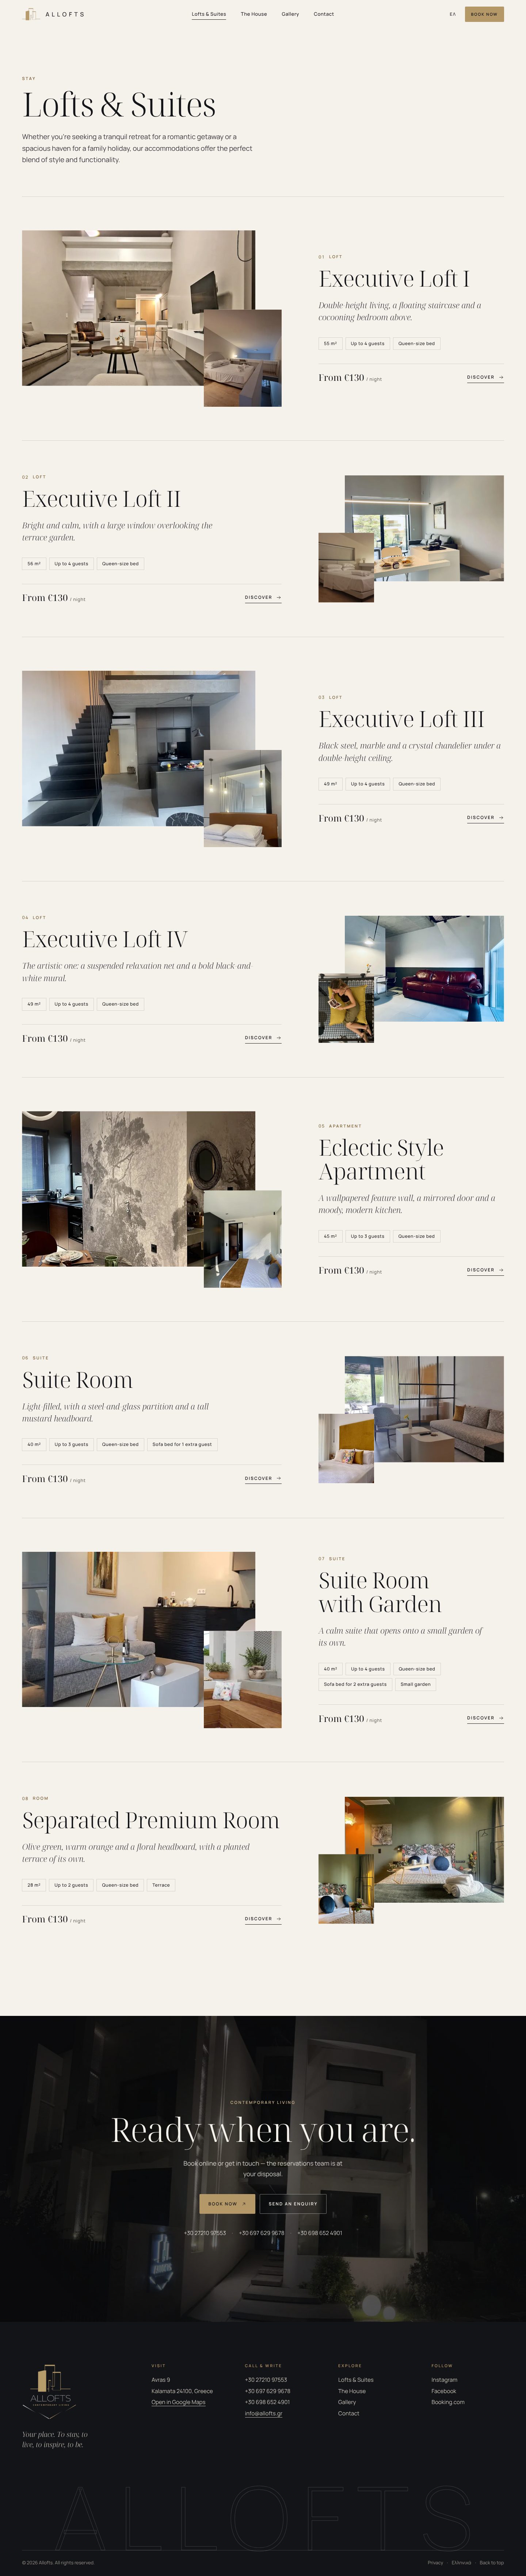 ALLOFTS
Lofts & Suites
The House
Gallery
Contact
ΕΛ
BOOK NOW
STAY
Lofts & Suites
Whether you're seeking a tranquil retreat for a romantic getaway or a
spacious haven for a family holiday, our accommodations offer the perfect
blend of style and functionality.
01 LOFT
Executive Loft I
Double-height living, a floating staircase and a
cocooning bedroom above.
55 m²
Up to 4 guests
Queen-size bed
From €130 / night
DISCOVER →
02 LOFT
Executive Loft II
Bright and calm, with a large window overlooking the
terrace garden.
56 m²
Up to 4 guests
Queen-size bed
From €130 / night
DISCOVER →
03 LOFT
Executive Loft III
Black steel, marble and a crystal chandelier under a
double-height ceiling.
49 m²
Up to 4 guests
Queen-size bed
From €130 / night
DISCOVER →
04 LOFT
Executive Loft IV
The artistic one: a suspended relaxation net and a bold black-and-
white mural.
49 m²
Up to 4 guests
Queen-size bed
From €130 / night
DISCOVER →
05 APARTMENT
Eclectic Style
Apartment
A wallpapered feature wall, a mirrored door and a
moody, modern kitchen.
45 m²
Up to 3 guests
Queen-size bed
From €130 / night
DISCOVER →
06 SUITE
Suite Room
Light-filled, with a steel-and-glass partition and a tall
mustard headboard.
40 m²
Up to 3 guests
Queen-size bed
Sofa bed for 1 extra guest
From €130 / night
DISCOVER →
07 SUITE
Suite Room
with Garden
A calm suite that opens onto a small garden of
its own.
40 m²
Up to 4 guests
Queen-size bed
Sofa bed for 2 extra guests
Small garden
From €130 / night
DISCOVER →
08 ROOM
Separated Premium Room
Olive green, warm orange and a floral headboard, with a planted
terrace of its own.
28 m²
Up to 2 guests
Queen-size bed
Terrace
From €130 / night
DISCOVER →
CONTEMPORARY LIVING
Ready when you are.
Book online or get in touch — the reservations team is at
your disposal.
BOOK NOW ↗
SEND AN ENQUIRY
+30 27210 97553
+30 697 629 9678
+30 698 652 4901
ALLOFTS
CONTEMPORARY LIVING
Your place. To stay, to
live, to inspire, to be.
VISIT
Avras 9
Kalamata 24100, Greece
Open in Google Maps
CALL & WRITE
+30 27210 97553
+30 697 629 9678
+30 698 652 4901
info@allofts.gr
EXPLORE
Lofts & Suites
The House
Gallery
Contact
FOLLOW
Instagram
Facebook
Booking.com
ALLOFTS
© 2026 Allofts. All rights reserved.
Privacy
Ελληνικά
Back to top